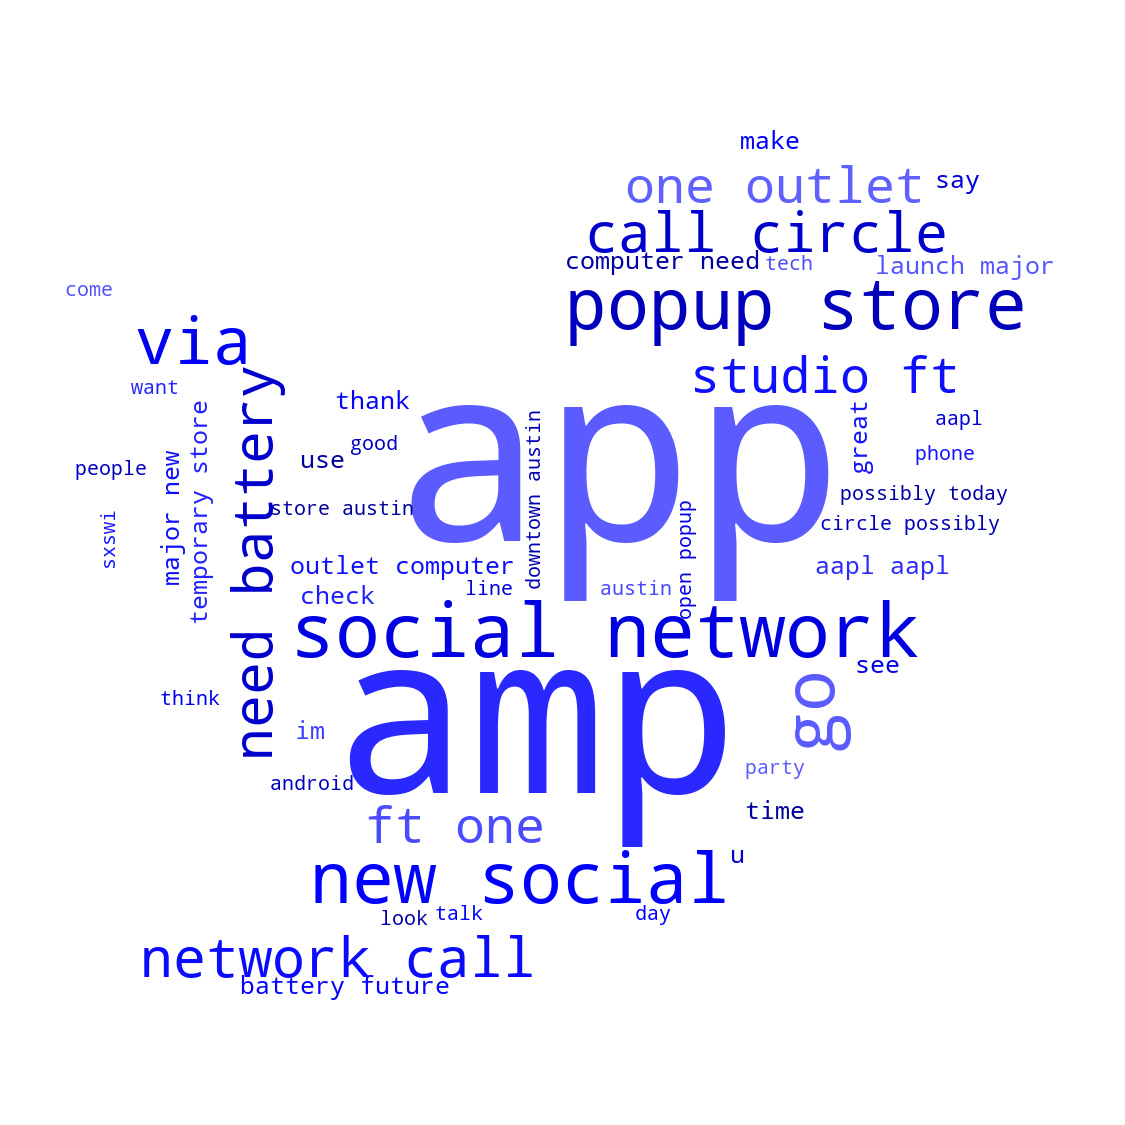 make
one outlet
say
call circle
computer need
tech
launch major
come
popup store
via
studio ft
want
thank
app
great
aapl
good
use
people
phone
need battery
major new
temporary store
downtown austin
store austin
possibly today
circle possibly
sxswi
open popup
outlet computer
aapl aapl
check
line
austin
social network
see
think
amp
go
im
party
android
time
ft one
u
new social
look
talk
day
network call
battery future